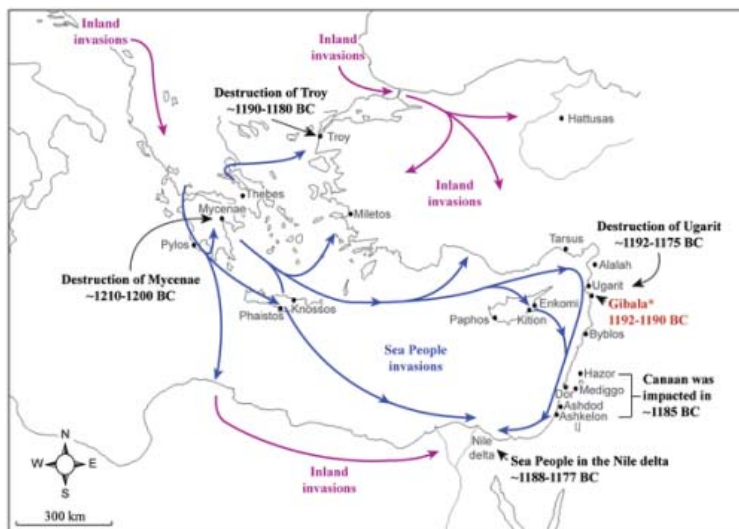 Inland
invasions
Inland
invasions
Destruction of Troy
~1190-1180 BC
Hattusas
Troy
Thebes
Inland
invasions
Mycenae
Miletos
Destruction of Ugarit
~1192-1175 BC
Tarsus
Pylos
Alalah
Destruction of Mycenae
~1210-1200 BC
Ugarit
Gibala*
1192-1190 BC
Knossos
Phaistos
Enkomi
Paphos
Kition
Byblos
Sea People
invasions
Hazor
Mediggo
Dor
Ashdod
Ashkelon
Canaan was
impacted in
~1185 BC
N
W
E
S
Nile
delta
Sea People in the Nile delta
~1188-1177 BC
Inland
invasions
300 km